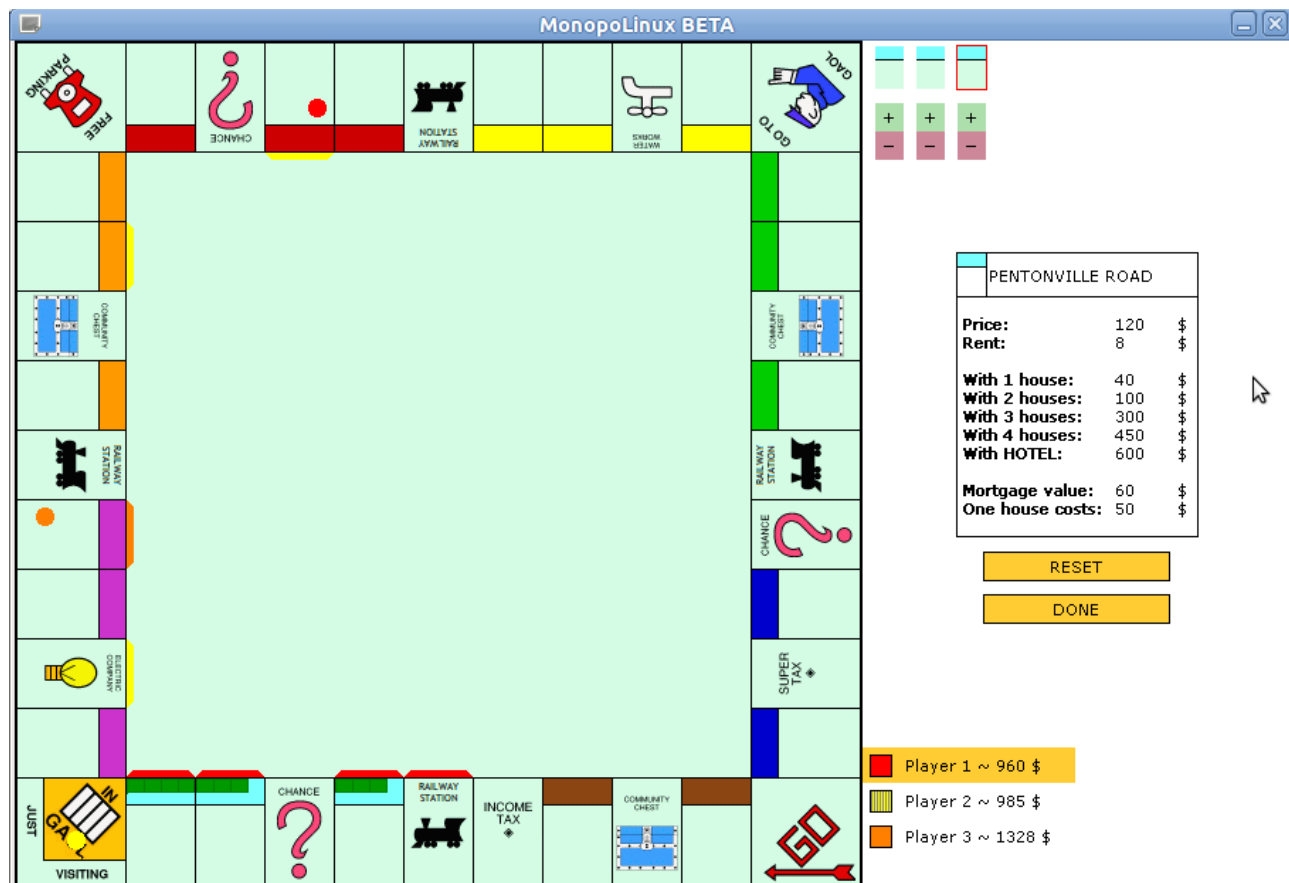 MonopoLinux BETA
FREE
PARKING
CHANCE
RAILWAY
STATION
WATER
WORKS
GO TO
GAOL
+ + +
- - -
COMMUNITY
CHEST
RAILWAY
STATION
ELECTRIC
COMPANY
COMMUNITY
CHEST
RAILWAY
STATION
CHANCE
SUPER
TAX
PENTONVILLE ROAD
Price: 120 $
Rent: 8 $
With 1 house: 40 $
With 2 houses: 100 $
With 3 houses: 300 $
With 4 houses: 450 $
With HOTEL: 600 $
Mortgage value: 60 $
One house costs: 50 $
RESET
DONE
JUST
VISITING
IN
GAOL
CHANCE
RAILWAY
STATION
INCOME
TAX
COMMUNITY
CHEST
GO
Player 1 ~ 960 $
Player 2 ~ 985 $
Player 3 ~ 1328 $